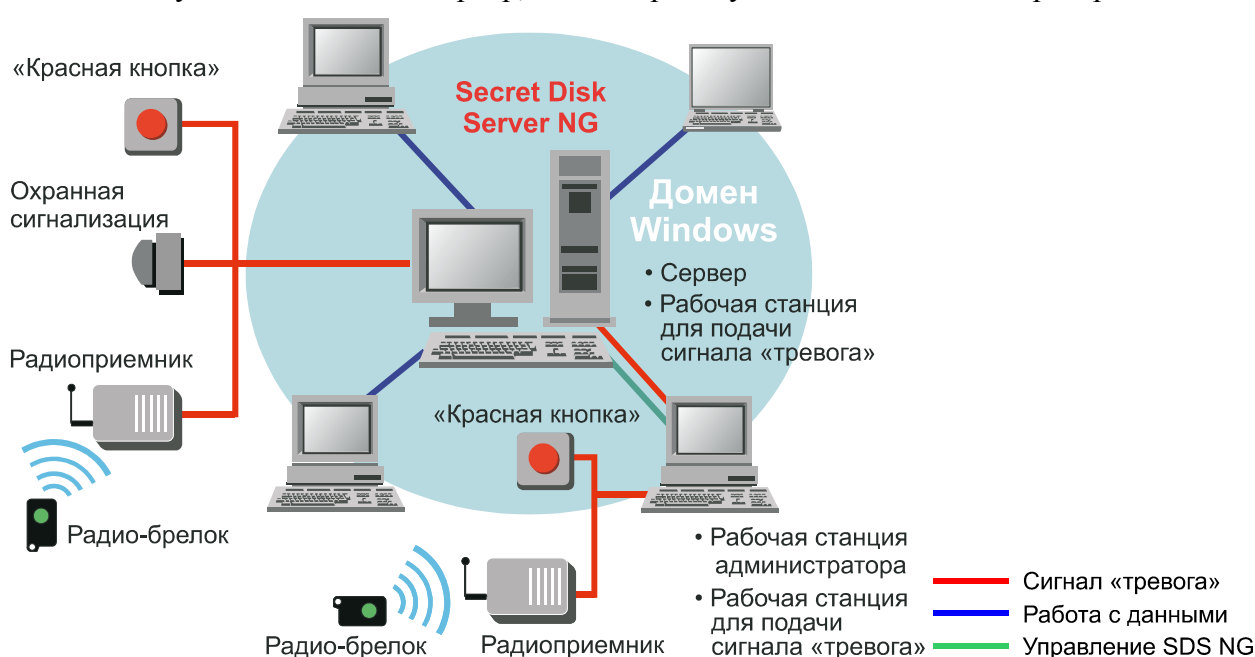 «Красная кнопка»
Secret Disk
Server NG
Охранная
сигнализация
Домен
Windows
• Сервер
• Рабочая станция
для подачи
сигнала «тревога»
Радиоприемник
«Красная кнопка»
Радио-брелок
• Рабочая станция
администратора
• Рабочая станция
для подачи
сигнала «тревога»
Радио-брелок
Радиоприемник
Сигнал «тревога»
Работа с данными
Управление SDS NG